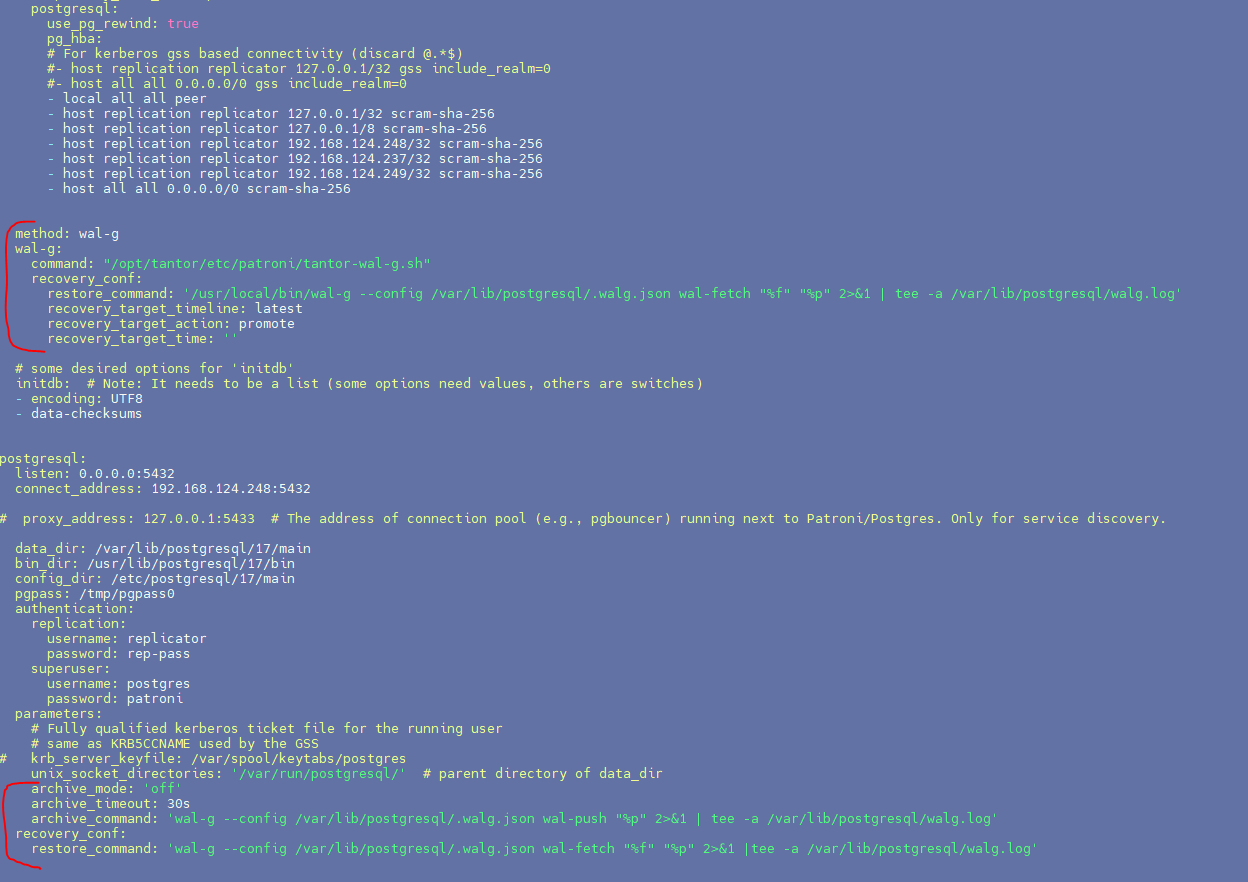 postgresql:
use_pg_rewind: true
pg_hba:
# For kerberos gss based connectivity (discard @.*$)
#- host replication replicator 127.0.0.1/32 gss include_realm=0
#- host all all 0.0.0.0/0 gss include_realm=0
- local all all peer
- host replication replicator 127.0.0.1/32 scram-sha-256
- host replication replicator 127.0.0.1/8 scram-sha-256
- host replication replicator 192.168.124.248/32 scram-sha-256
- host replication replicator 192.168.124.237/32 scram-sha-256
- host replication replicator 192.168.124.249/32 scram-sha-256
- host all all 0.0.0.0/0 scram-sha-256
method: wal-g
wal-g:
command: "/opt/tantor/etc/patroni/tantor-wal-g.sh"
recovery_conf:
restore_command: '/usr/local/bin/wal-g --config /var/lib/postgresql/.walg.json wal-fetch "%f" "%p" 2>&1 | tee -a /var/lib/postgresql/walg.log'
recovery_target_timeline: latest
recovery_target_action: promote
recovery_target_time: ''
# some desired options for 'initdb'
initdb:  # Note: It needs to be a list (some options need values, others are switches)
- encoding: UTF8
- data-checksums
postgresql:
listen: 0.0.0.0:5432
connect_address: 192.168.124.248:5432
#  proxy_address: 127.0.0.1:5433  # The address of connection pool (e.g., pgbouncer) running next to Patroni/Postgres. Only for service discovery.
data_dir: /var/lib/postgresql/17/main
bin_dir: /usr/lib/postgresql/17/bin
config_dir: /etc/postgresql/17/main
pgpass: /tmp/pgpass0
authentication:
replication:
username: replicator
password: rep-pass
superuser:
username: postgres
password: patroni
parameters:
# Fully qualified kerberos ticket file for the running user
# same as KRB5CCNAME used by the GSS
#   krb_server_keyfile: /var/spool/keytabs/postgres
unix_socket_directories: '/var/run/postgresql/'  # parent directory of data_dir
archive_mode: 'off'
archive_timeout: 30s
archive_command: 'wal-g --config /var/lib/postgresql/.walg.json wal-push "%p" 2>&1 | tee -a /var/lib/postgresql/walg.log'
recovery_conf:
restore_command: 'wal-g --config /var/lib/postgresql/.walg.json wal-fetch "%f" "%p" 2>&1 |tee -a /var/lib/postgresql/walg.log'